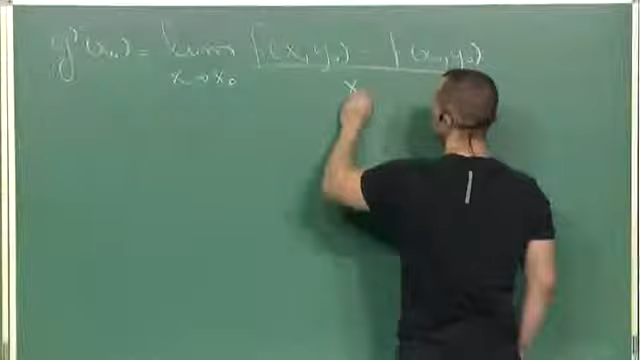 g'(x₀) = lim f(x, y₀) - f(x₀, y₀)
x→x₀
x